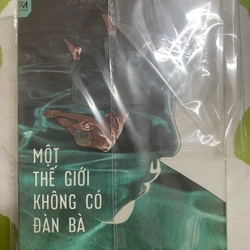 MỘT
THẾ GIỚI
KHÔNG CÓ
ĐÀN BÀ